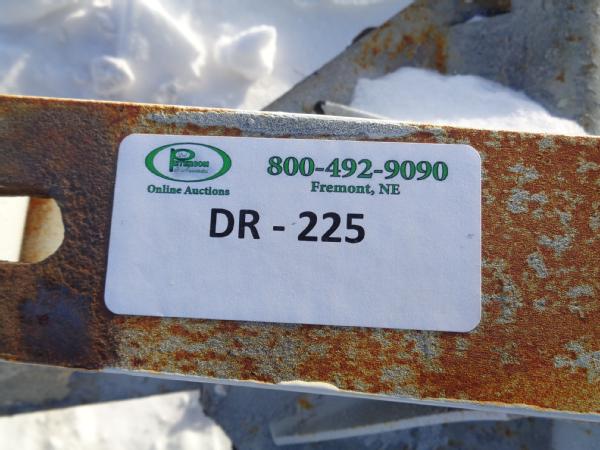 PETERSON
Online Auctions
800-492-9090
Fremont, NE
DR - 225